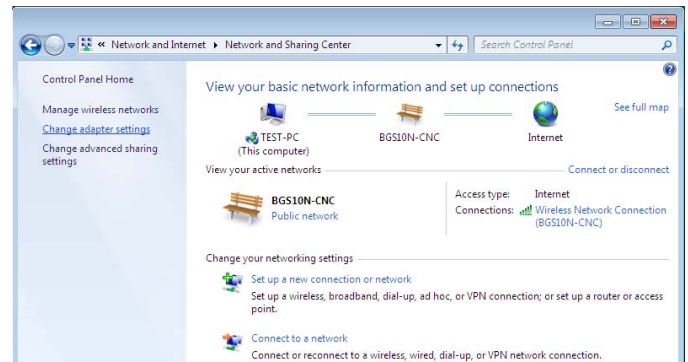 « Network and Internet ▸ Network and Sharing Center
Search Control Panel
Control Panel Home
Manage wireless networks
Change adapter settings
Change advanced sharing
settings
View your basic network information and set up connections
See full map
TEST-PC
(This computer)
BGS10N-CNC
Internet
View your active networks
Connect or disconnect
BGS10N-CNC
Public network
Access type: Internet
Connections: Wireless Network Connection
(BGS10N-CNC)
Change your networking settings
Set up a new connection or network
Set up a wireless, broadband, dial-up, ad hoc, or VPN connection; or set up a router or access
point.
Connect to a network
Connect or reconnect to a wireless, wired, dial-up, or VPN network connection.